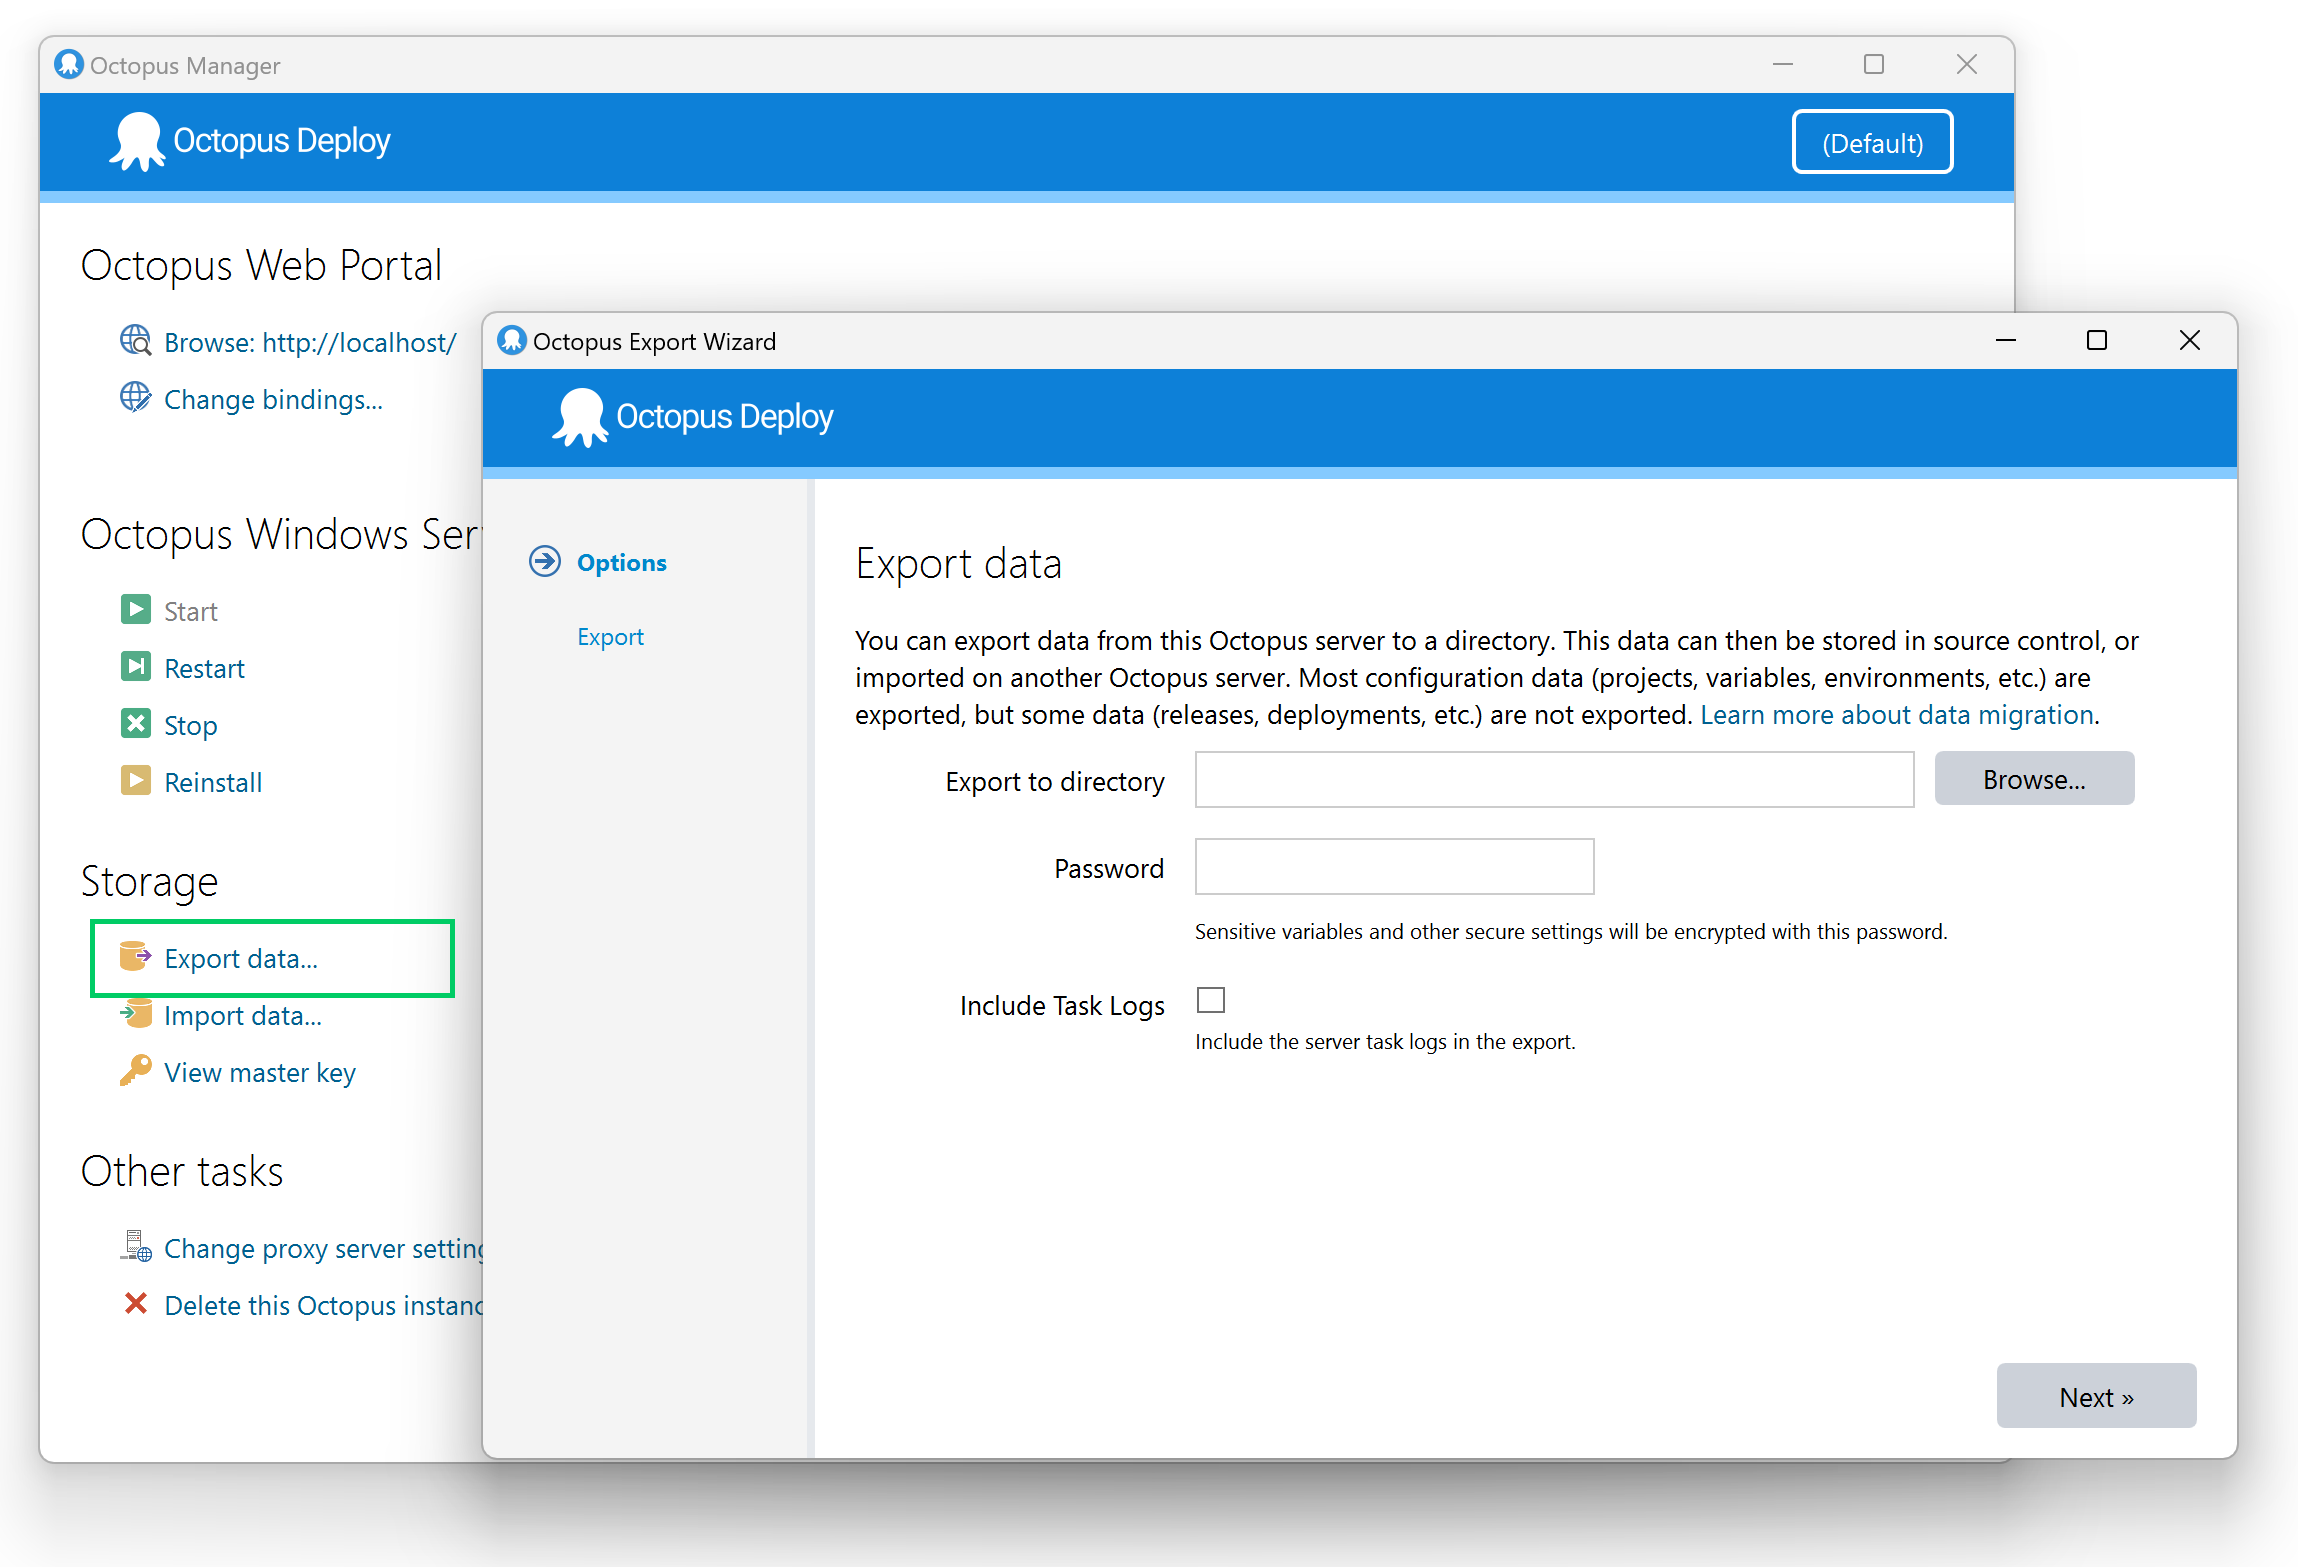 Octopus Manager
Octopus Deploy
(Default)
Octopus Web Portal
Browse: http://localhost/
Change bindings...
Octopus Windows Ser
Start
Restart
Stop
Reinstall
Storage
Export data...
Import data...
View master key
Other tasks
Change proxy server setting
Delete this Octopus instanc
Octopus Export Wizard
Octopus Deploy
Options
Export
Export data
You can export data from this Octopus server to a directory. This data can then be stored in source control, or
imported on another Octopus server. Most configuration data (projects, variables, environments, etc.) are
exported, but some data (releases, deployments, etc.) are not exported. Learn more about data migration.
Export to directory
Browse...
Password
Sensitive variables and other secure settings will be encrypted with this password.
Include Task Logs
Include the server task logs in the export.
Next »